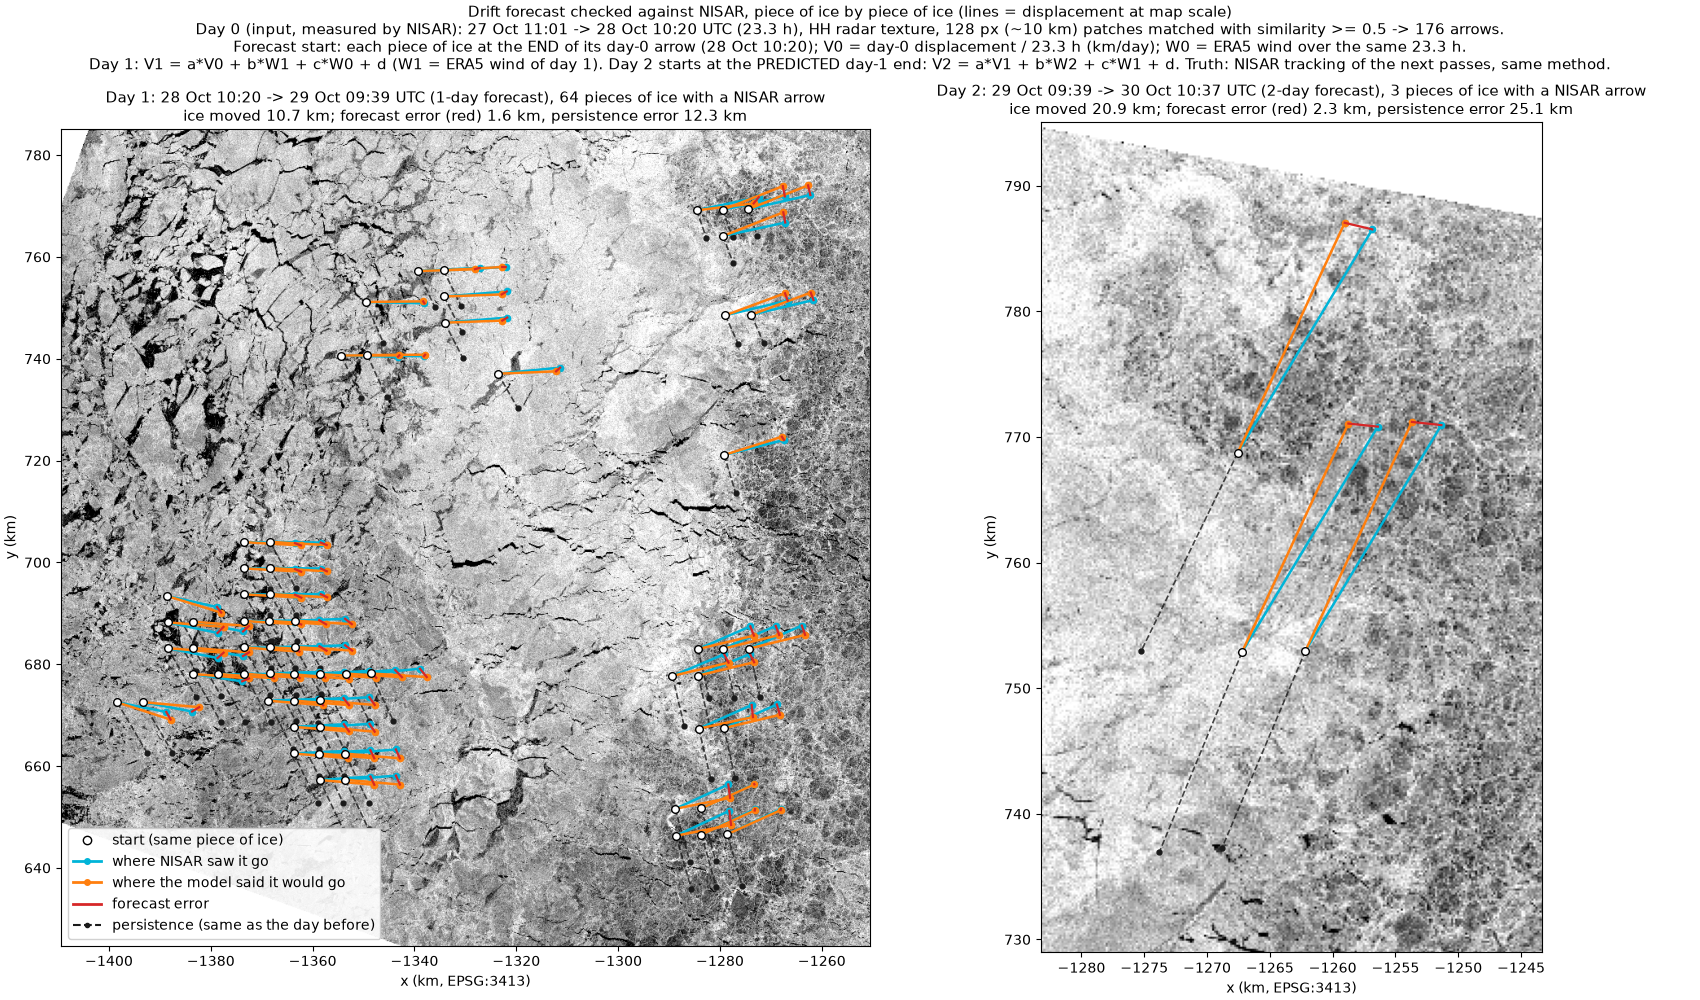 Drift forecast checked against NISAR, piece of ice by piece of ice (lines = displacement at map scale)
Day 0 (input, measured by NISAR): 27 Oct 11:01 -> 28 Oct 10:20 UTC (23.3 h), HH radar texture, 128 px (~10 km) patches matched with similarity >= 0.5 -> 176 arrows.
Forecast start: each piece of ice at the END of its day-0 arrow (28 Oct 10:20); V0 = day-0 displacement / 23.3 h (km/day); W0 = ERA5 wind over the same 23.3 h.
Day 1: V1 = a*V0 + b*W1 + c*W0 + d (W1 = ERA5 wind of day 1). Day 2 starts at the PREDICTED day-1 end: V2 = a*V1 + b*W2 + c*W1 + d. Truth: NISAR tracking of the next passes, same method.
Day 1: 28 Oct 10:20 -> 29 Oct 09:39 UTC (1-day forecast), 64 pieces of ice with a NISAR arrow
ice moved 10.7 km; forecast error (red) 1.6 km, persistence error 12.3 km
780
760
740
720
700
680
660
640
y (km)
start (same piece of ice)
where NISAR saw it go
where the model said it would go
forecast error
persistence (same as the day before)
−1400
−1380
−1360
−1340
−1320
−1300
−1280
−1260
x (km, EPSG:3413)
Day 2: 29 Oct 09:39 -> 30 Oct 10:37 UTC (2-day forecast), 3 pieces of ice with a NISAR arrow
ice moved 20.9 km; forecast error (red) 2.3 km, persistence error 25.1 km
790
780
770
760
750
740
730
y (km)
−1280
−1275
−1270
−1265
−1260
−1255
−1250
−1245
x (km, EPSG:3413)